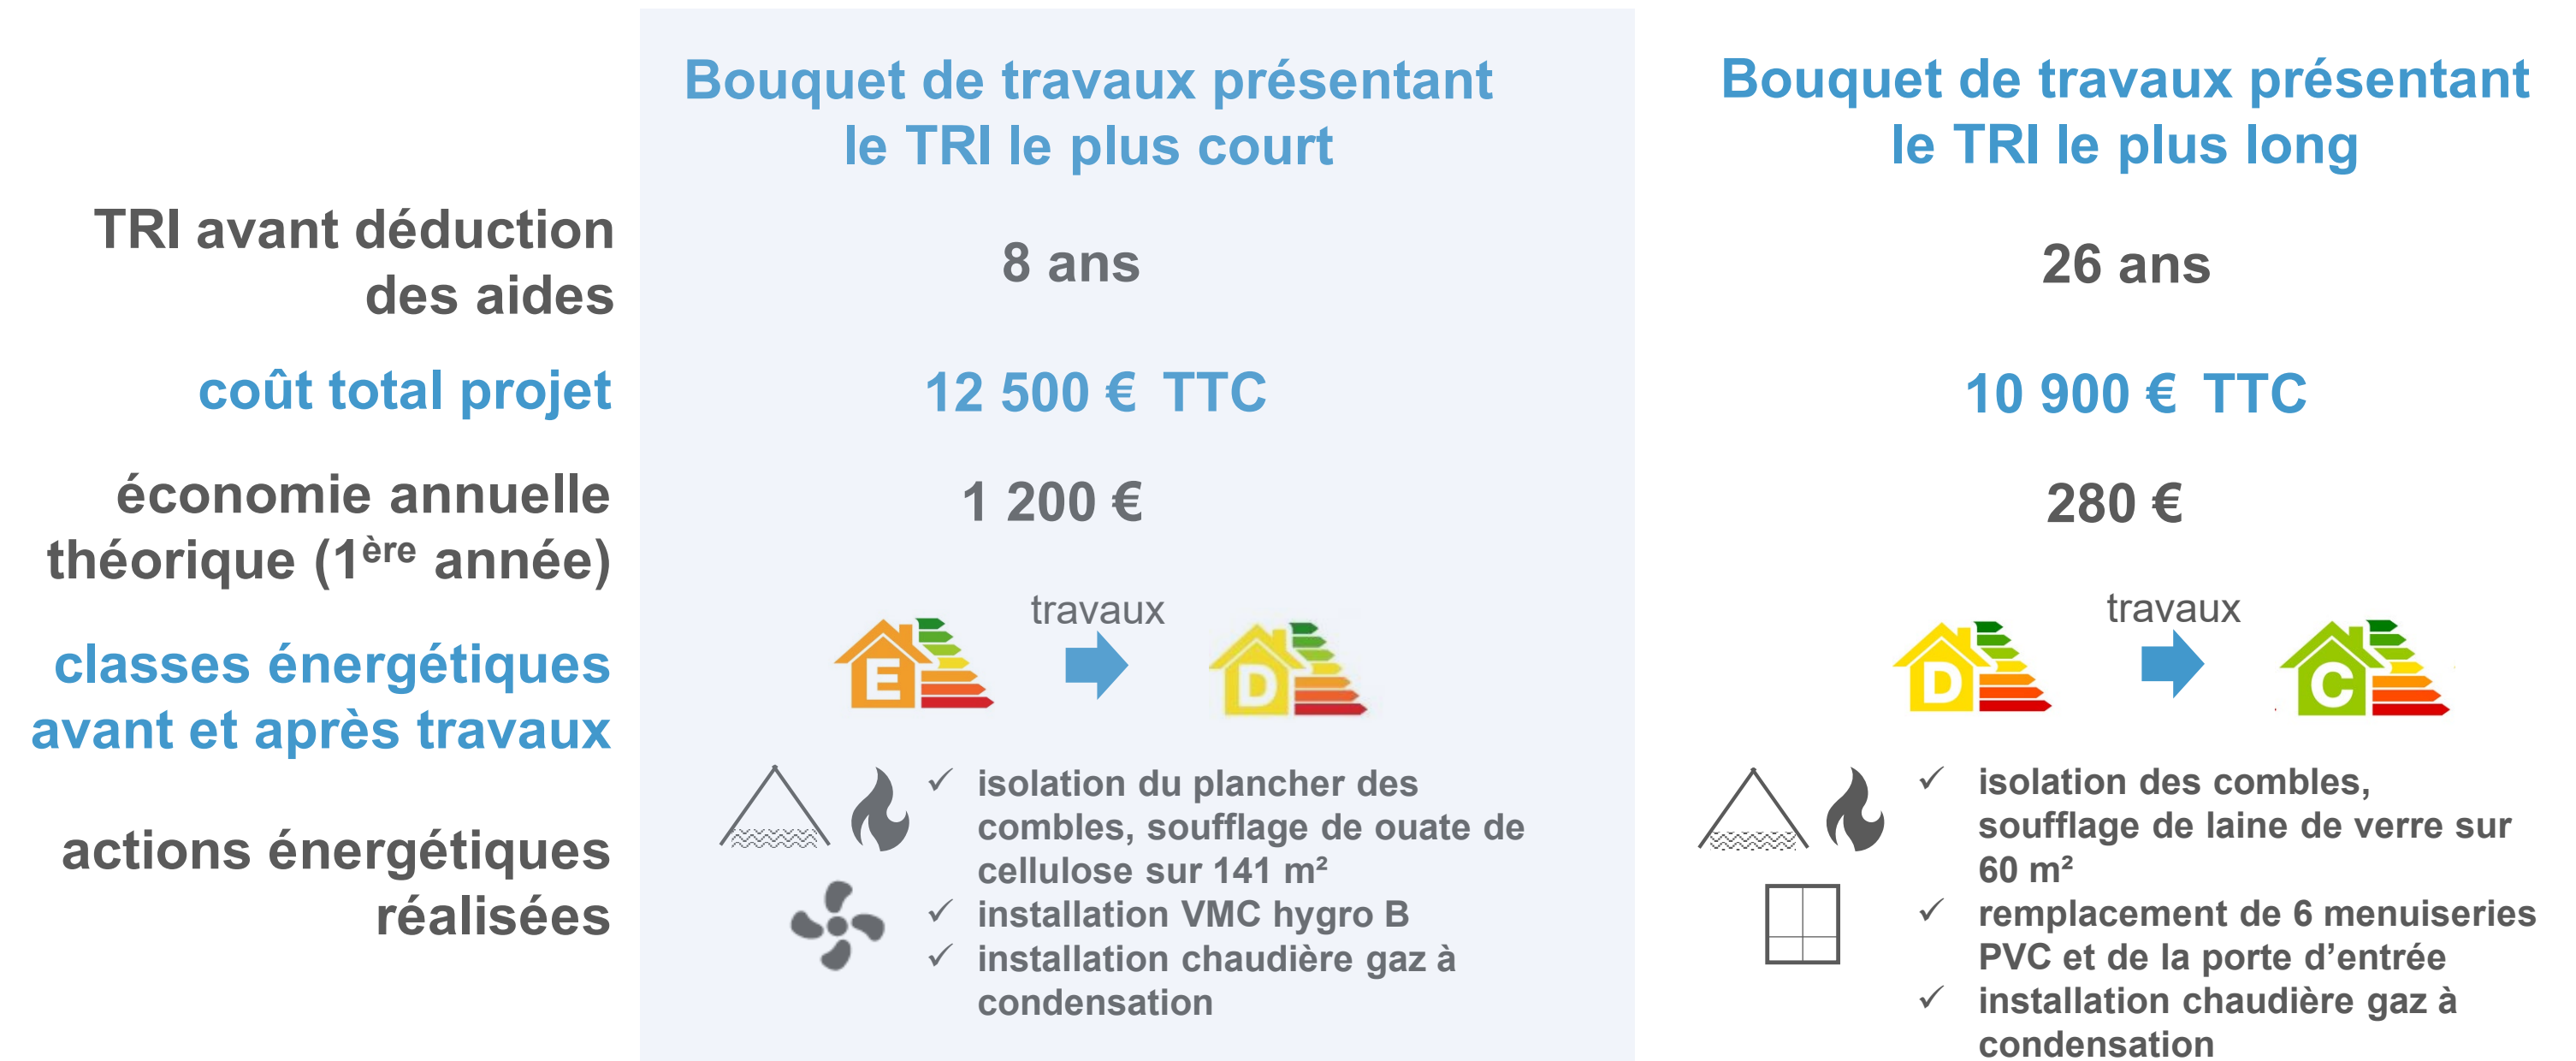 Bouquet de travaux présentant
le TRI le plus court
Bouquet de travaux présentant
le TRI le plus long
TRI avant déduction
des aides
8 ans
26 ans
coût total projet
12 500 € TTC
10 900 € TTC
économie annuelle
théorique (1ère année)
1 200 €
280 €
classes énergétiques
avant et après travaux
travaux
E
D
travaux
D
C
actions énergétiques
réalisées
✓ isolation du plancher des
combles, soufflage de ouate de
cellulose sur 141 m²
✓ installation VMC hygro B
✓ installation chaudière gaz à
condensation
✓ isolation des combles,
soufflage de laine de verre sur
60 m²
✓ remplacement de 6 menuiseries
PVC et de la porte d’entrée
✓ installation chaudière gaz à
condensation